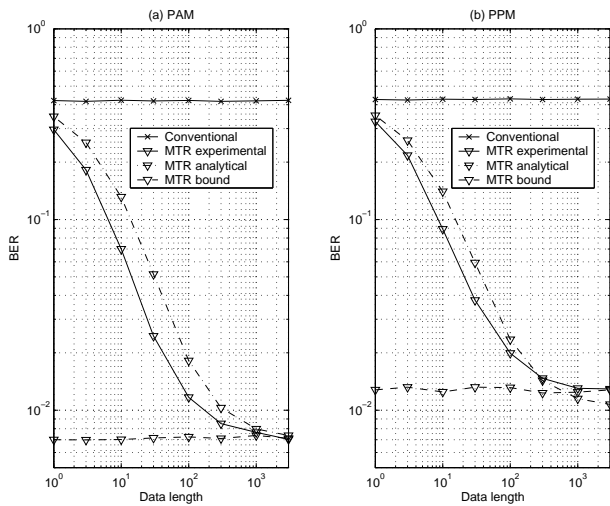 (a) PAM
10^0
10^-1
10^-2
BER
Conventional
MTR experimental
MTR analytical
MTR bound
10^0
10^1
10^2
10^3
Data length
(b) PPM
10^0
10^-1
10^-2
BER
Conventional
MTR experimental
MTR analytical
MTR bound
10^0
10^1
10^2
10^3
Data length